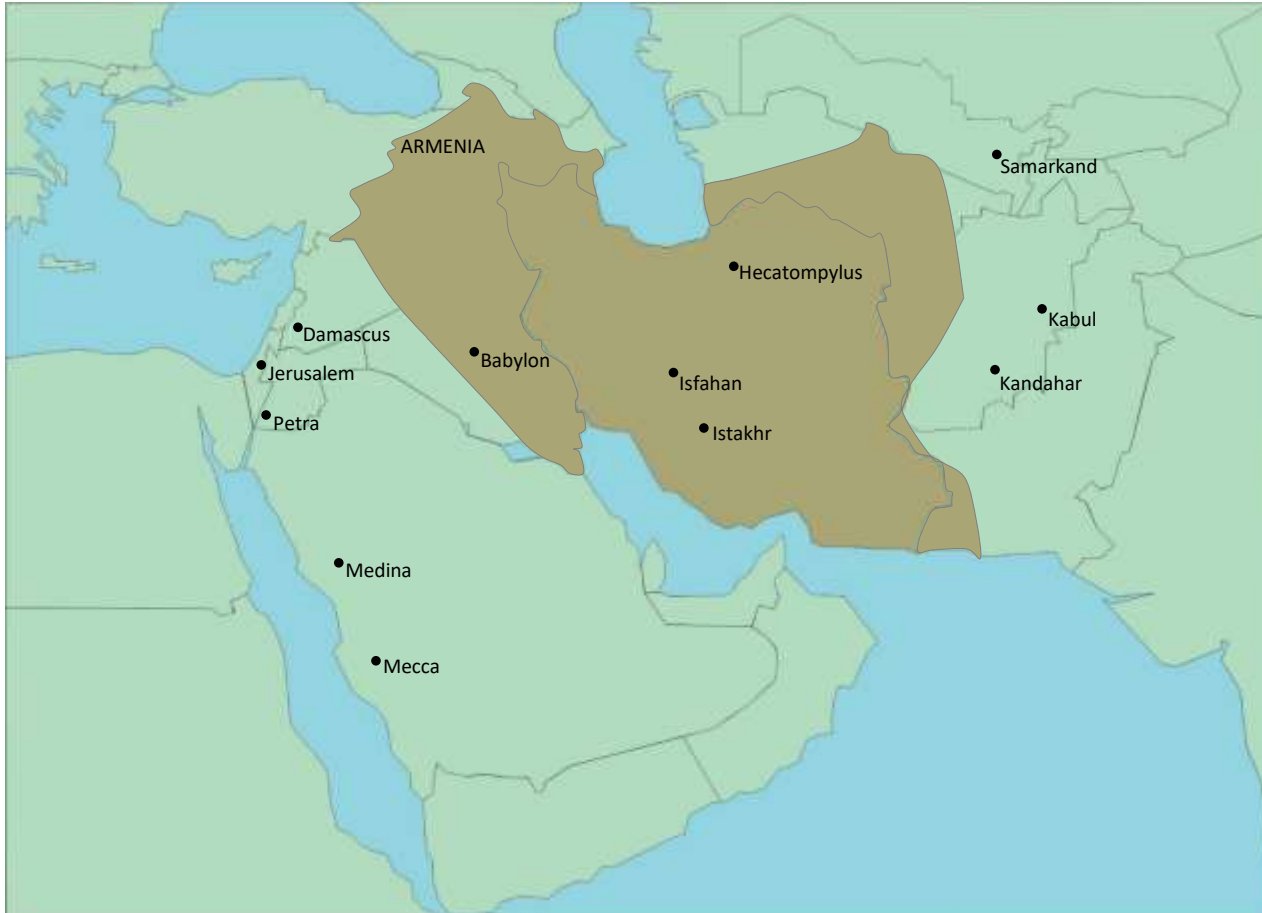 ARMENIA
Samarkand
Hecatompylus
Kabul
Damascus
Babylon
Jerusalem
Isfahan
Kandahar
Petra
Istakhr
Medina
Mecca